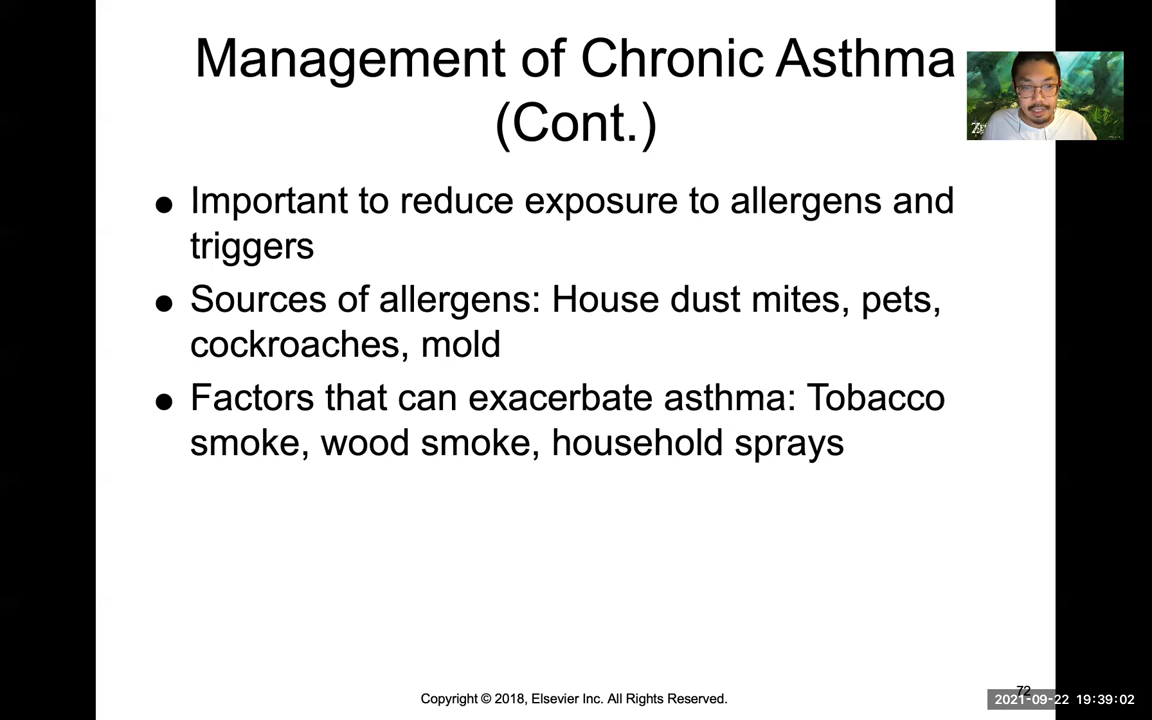 Management of Chronic Asthma
(Cont.)
● Important to reduce exposure to allergens and
triggers
● Sources of allergens: House dust mites, pets,
cockroaches, mold
● Factors that can exacerbate asthma: Tobacco
smoke, wood smoke, household sprays
Copyright © 2018, Elsevier Inc. All Rights Reserved.
72
2021-09-22 19:39:02